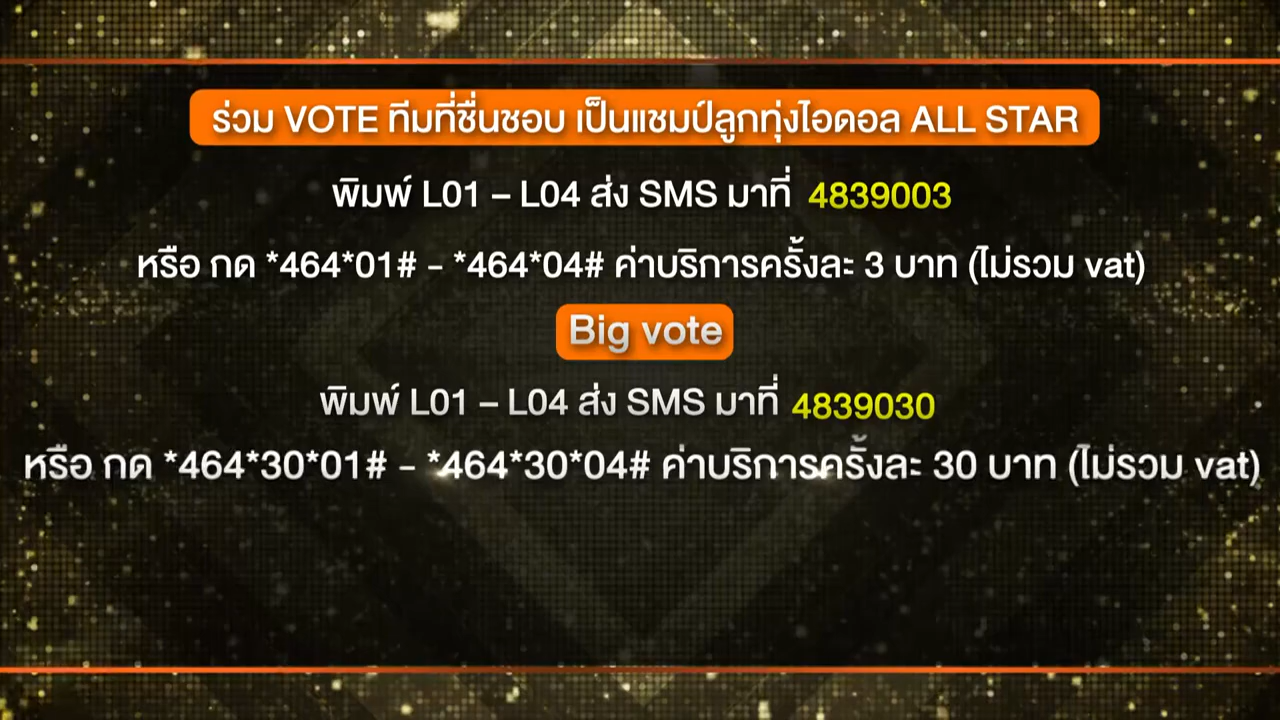 ร่วม VOTE ทีมที่ชื่นชอบ เป็นแชมป์ลูกทุ่งไอดอล ALL STAR
พิมพ์ L01 – L04 ส่ง SMS มาที่ 4839003
หรือ กด *464*01# - *464*04# ค่าบริการครั้งละ 3 บาท (ไม่รวม vat)
Big vote
พิมพ์ L01 – L04 ส่ง SMS มาที่ 4839030
หรือ กด *464*30*01# - *464*30*04# ค่าบริการครั้งละ 30 บาท (ไม่รวม vat)